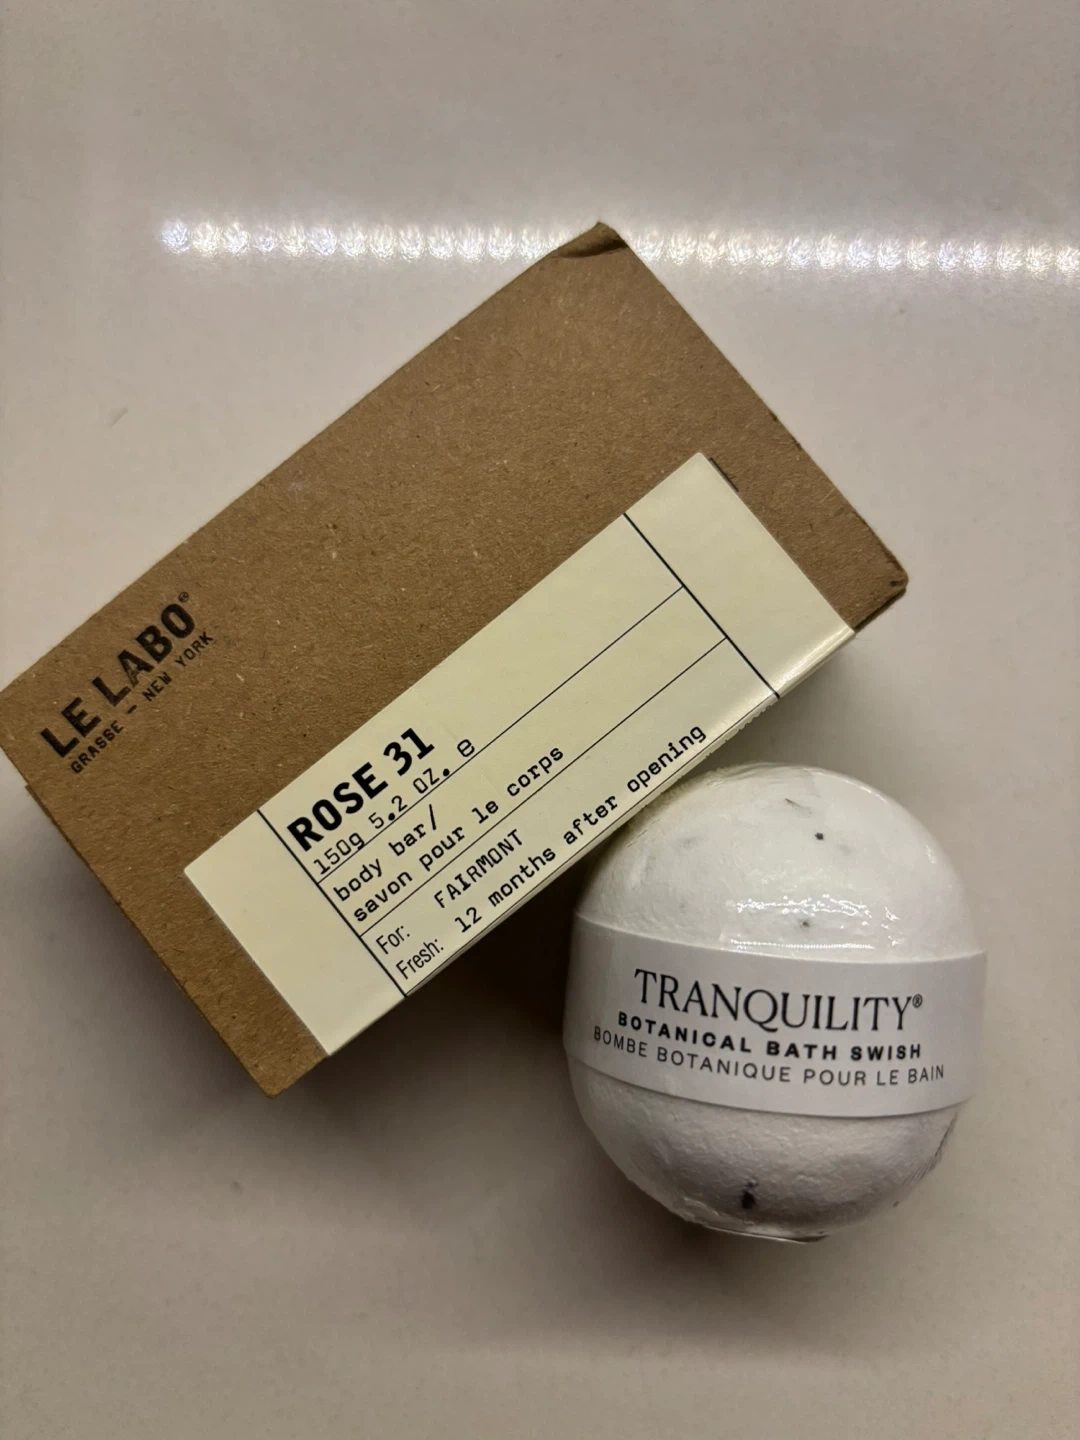 LE LABO®
GRASSE – NEW YORK
ROSE 31
150g 5.2 OZ. e
body bar/
savon pour le corps
For: FAIRMONT
Fresh: 12 months after opening
TRANQUILITY®
BOTANICAL BATH SWISH
BOMBE BOTANIQUE POUR LE BAIN